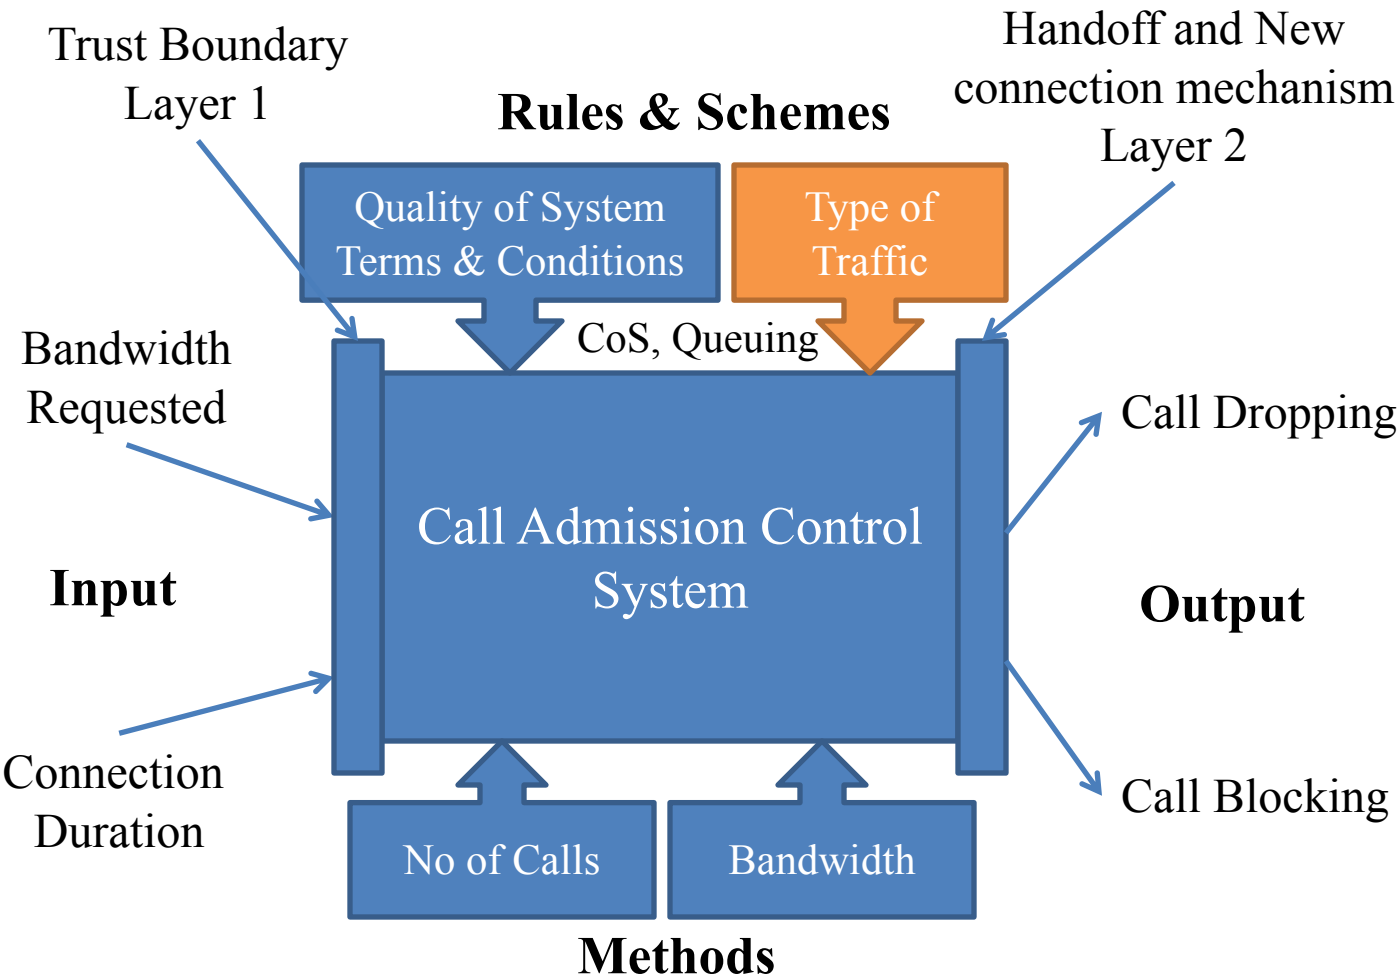 Trust Boundary
Layer 1
Handoff and New
connection mechanism
Layer 2
Rules & Schemes
Quality of System
Terms & Conditions
Type of
Traffic
CoS, Queuing
Bandwidth
Requested
Call Dropping
Call Admission Control
System
Input
Output
Connection
Duration
Call Blocking
No of Calls
Bandwidth
Methods